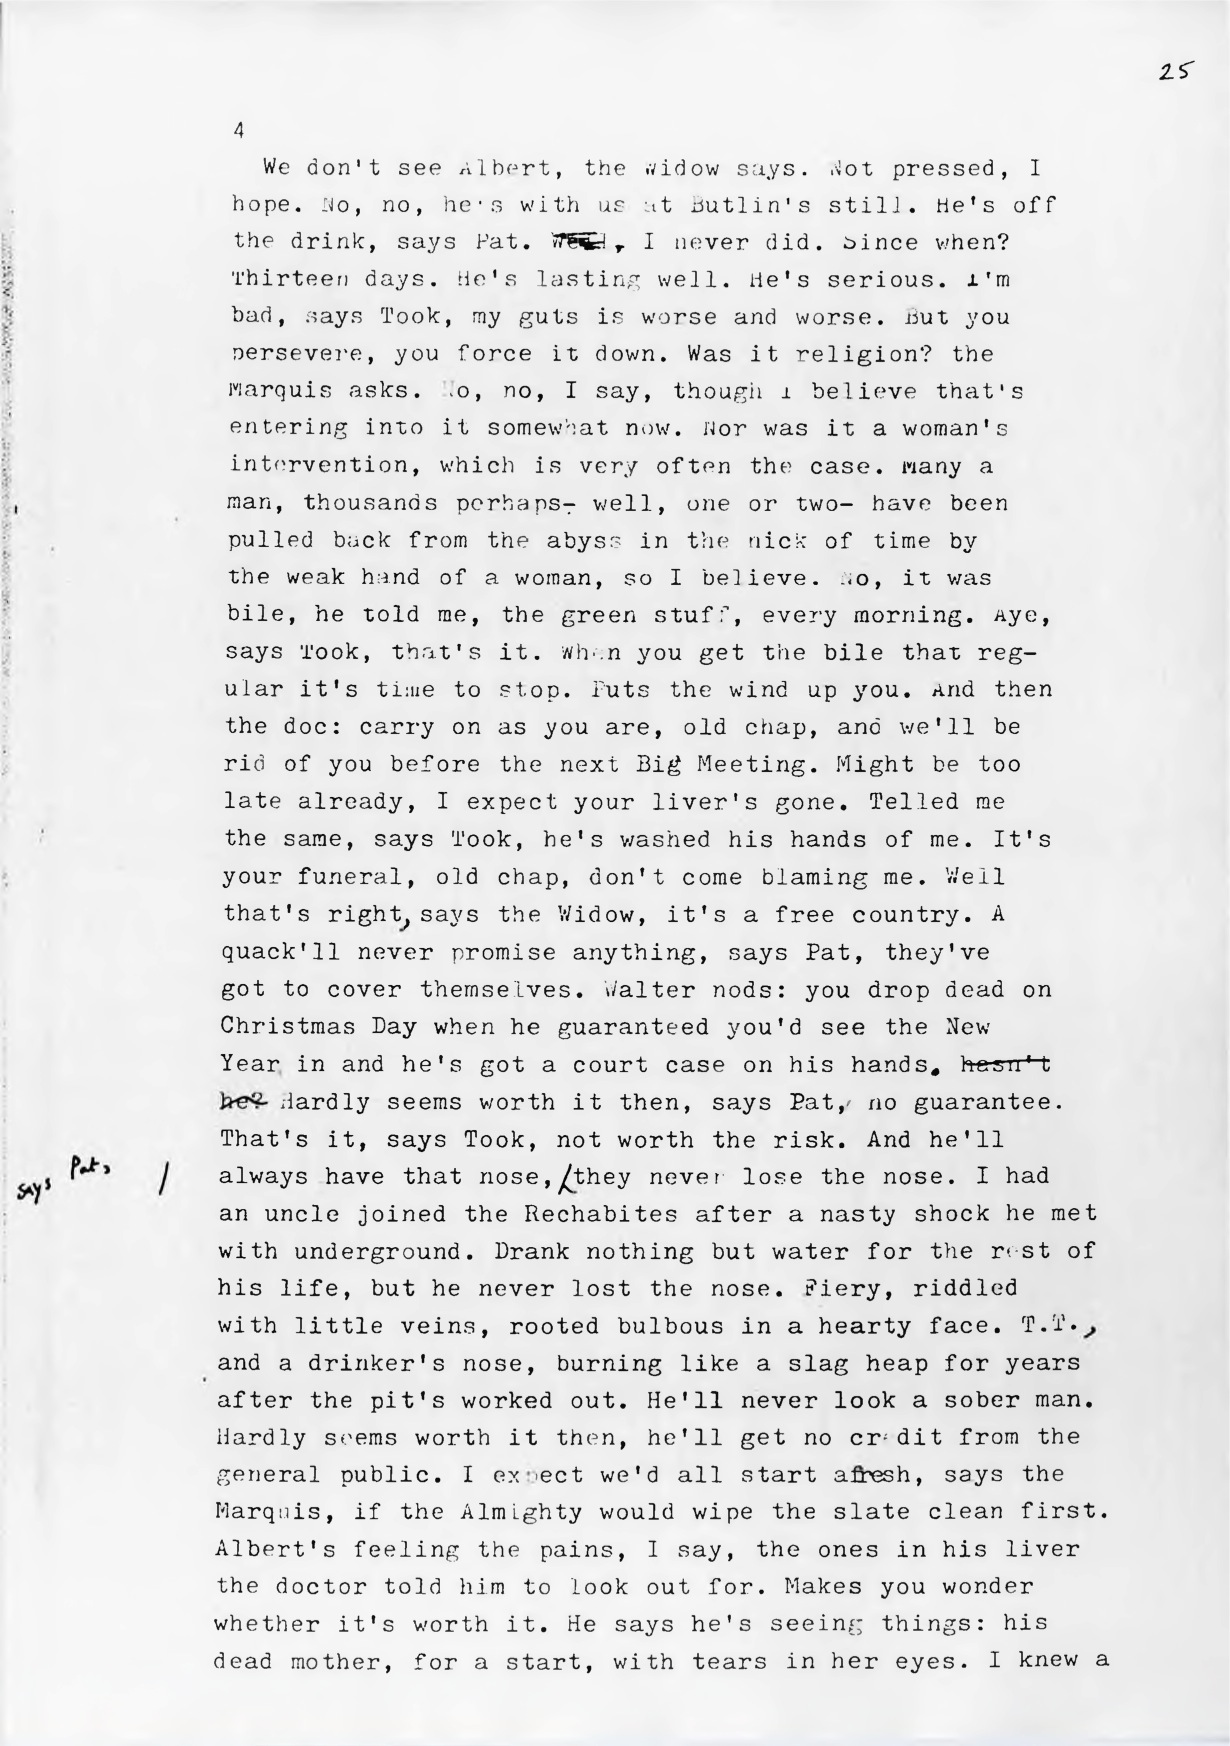 25
4
We don't see Albert, the Widow says. Not pressed, I
hope. No, no, he's with us at Butlin's still. He's off
the drink, says Pat. Well, I never did. Since when?
Thirteen days. He's lasting well. He's serious. I'm
bad, says Took, my guts is worse and worse. But you
persevere, you force it down. Was it religion? the
Marquis asks. No, no, I say, though I believe that's
entering into it somewhat now. Nor was it a woman's
intervention, which is very often the case. Many a
man, thousands perhaps- well, one or two- have been
pulled back from the abyss in the nick of time by
the weak hand of a woman, so I believe. No, it was
bile, he told me, the green stuff, every morning. Aye,
says Took, that's it. When you get the bile that reg-
ular it's time to stop. Puts the wind up you. And then
the doc: carry on as you are, old chap, and we'll be
rid of you before the next Big Meeting. Might be too
late already, I expect your liver's gone. Telled me
the same, says Took, he's washed his hands of me. It's
your funeral, old chap, don't come blaming me. Well
that's right, says the Widow, it's a free country. A
quack'll never promise anything, says Pat, they've
got to cover themselves. Walter nods: you drop dead on
Christmas Day when he guaranteed you'd see the New
Year in and he's got a court case on his hands. hasn't
he? Hardly seems worth it then, says Pat, no guarantee.
That's it, says Took, not worth the risk. And he'll
says Pat, / always have that nose, / they never lose the nose. I had
an uncle joined the Rechabites after a nasty shock he met
with underground. Drank nothing but water for the rest of
his life, but he never lost the nose. Fiery, riddled
with little veins, rooted bulbous in a hearty face. T.T.,
and a drinker's nose, burning like a slag heap for years
after the pit's worked out. He'll never look a sober man.
Hardly seems worth it then, he'll get no credit from the
general public. I expect we'd all start afresh, says the
Marquis, if the Almighty would wipe the slate clean first.
Albert's feeling the pains, I say, the ones in his liver
the doctor told him to look out for. Makes you wonder
whether it's worth it. He says he's seeing things: his
dead mother, for a start, with tears in her eyes. I knew a